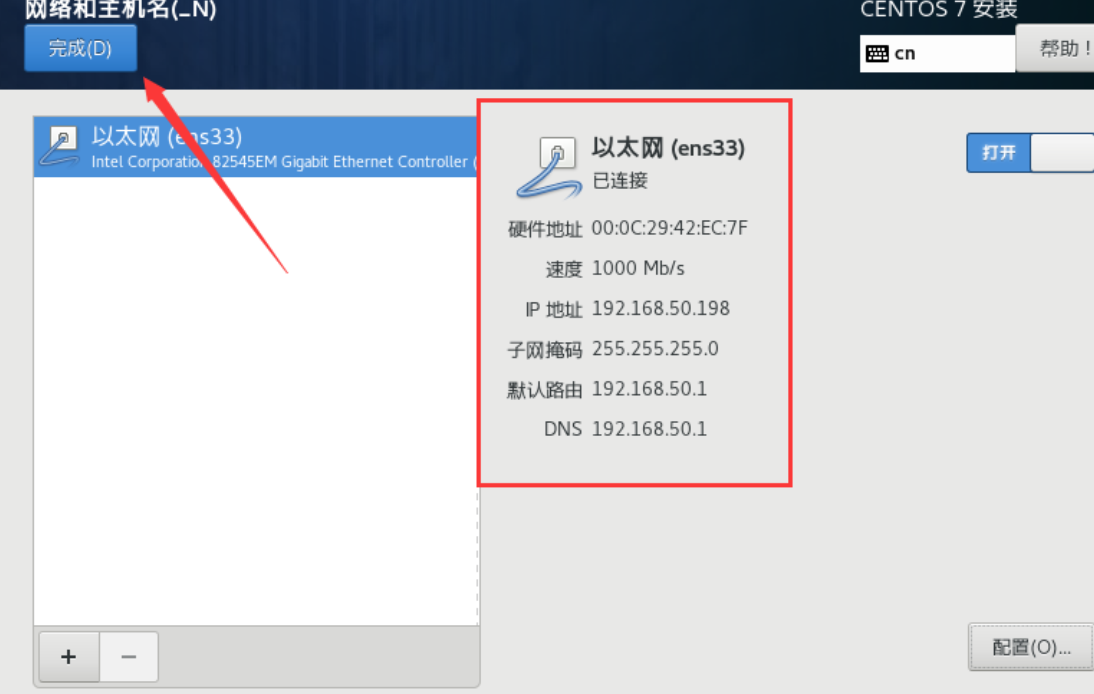 网络和主机名(_N)
CENTOS 7 安装
完成(D)
cn
帮助！
以太网 (ens33)
Intel Corporation 82545EM Gigabit Ethernet Controller (
以太网 (ens33)
已连接
打开
硬件地址 00:0C:29:42:EC:7F
速度 1000 Mb/s
IP 地址 192.168.50.198
子网掩码 255.255.255.0
默认路由 192.168.50.1
DNS 192.168.50.1
+ −
配置(O)...